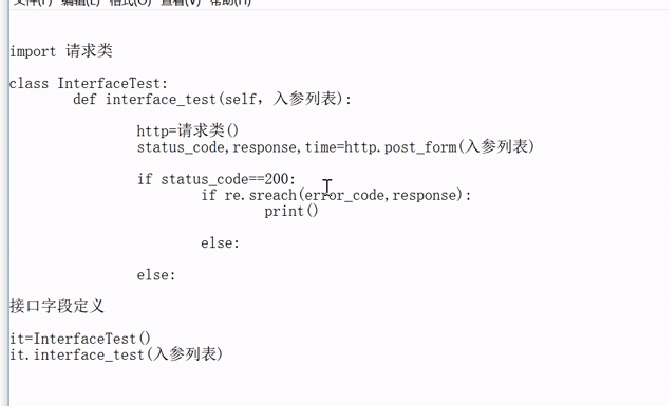 文件(F) 编辑(E) 格式(O) 查看(V) 帮助(H)
import 请求类
class InterfaceTest:
def interface_test(self，入参列表):
http=请求类()
status_code,response,time=http.post_form(入参列表)
if status_code==200:
if re.sreach(error_code,response):
print()
else:
else:
接口字段定义
it=InterfaceTest()
it.interface_test(入参列表)